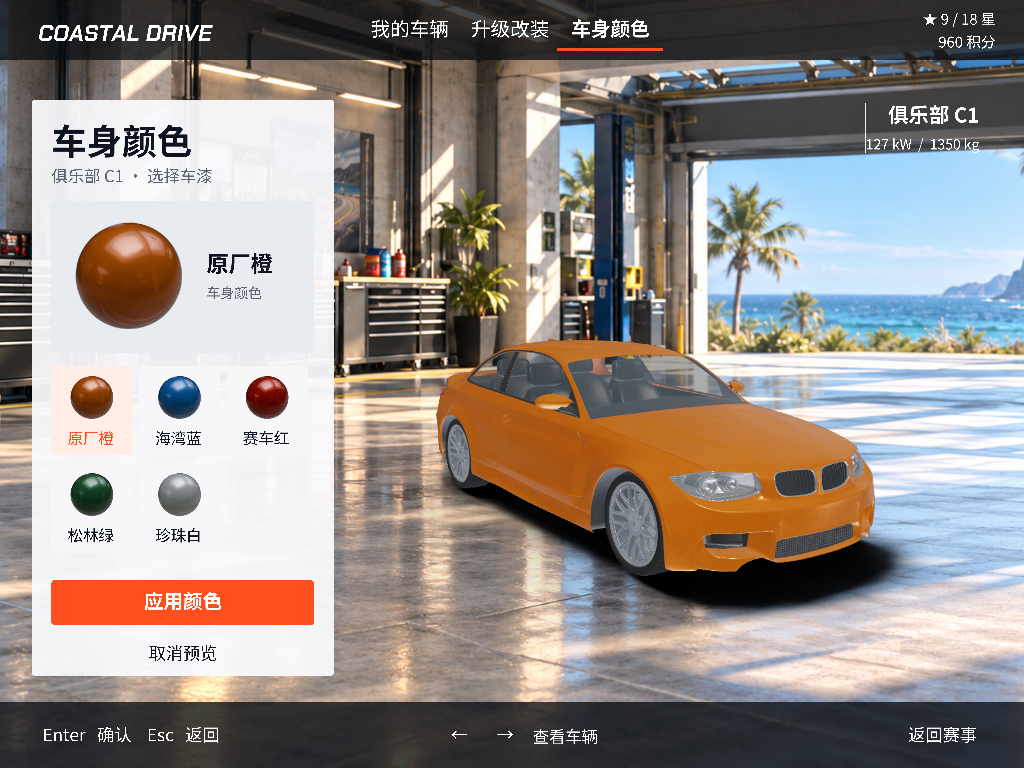 COASTAL DRIVE
我的车辆 升级改装 车身颜色
★ 9 / 18 星
960 积分
俱乐部 C1
127 kW / 1350 kg
车身颜色
俱乐部 C1 · 选择车漆
原厂橙
车身颜色
原厂橙 海湾蓝 赛车红
松林绿 珍珠白
应用颜色
取消预览
Enter 确认 Esc 返回
← → 查看车辆
返回赛事